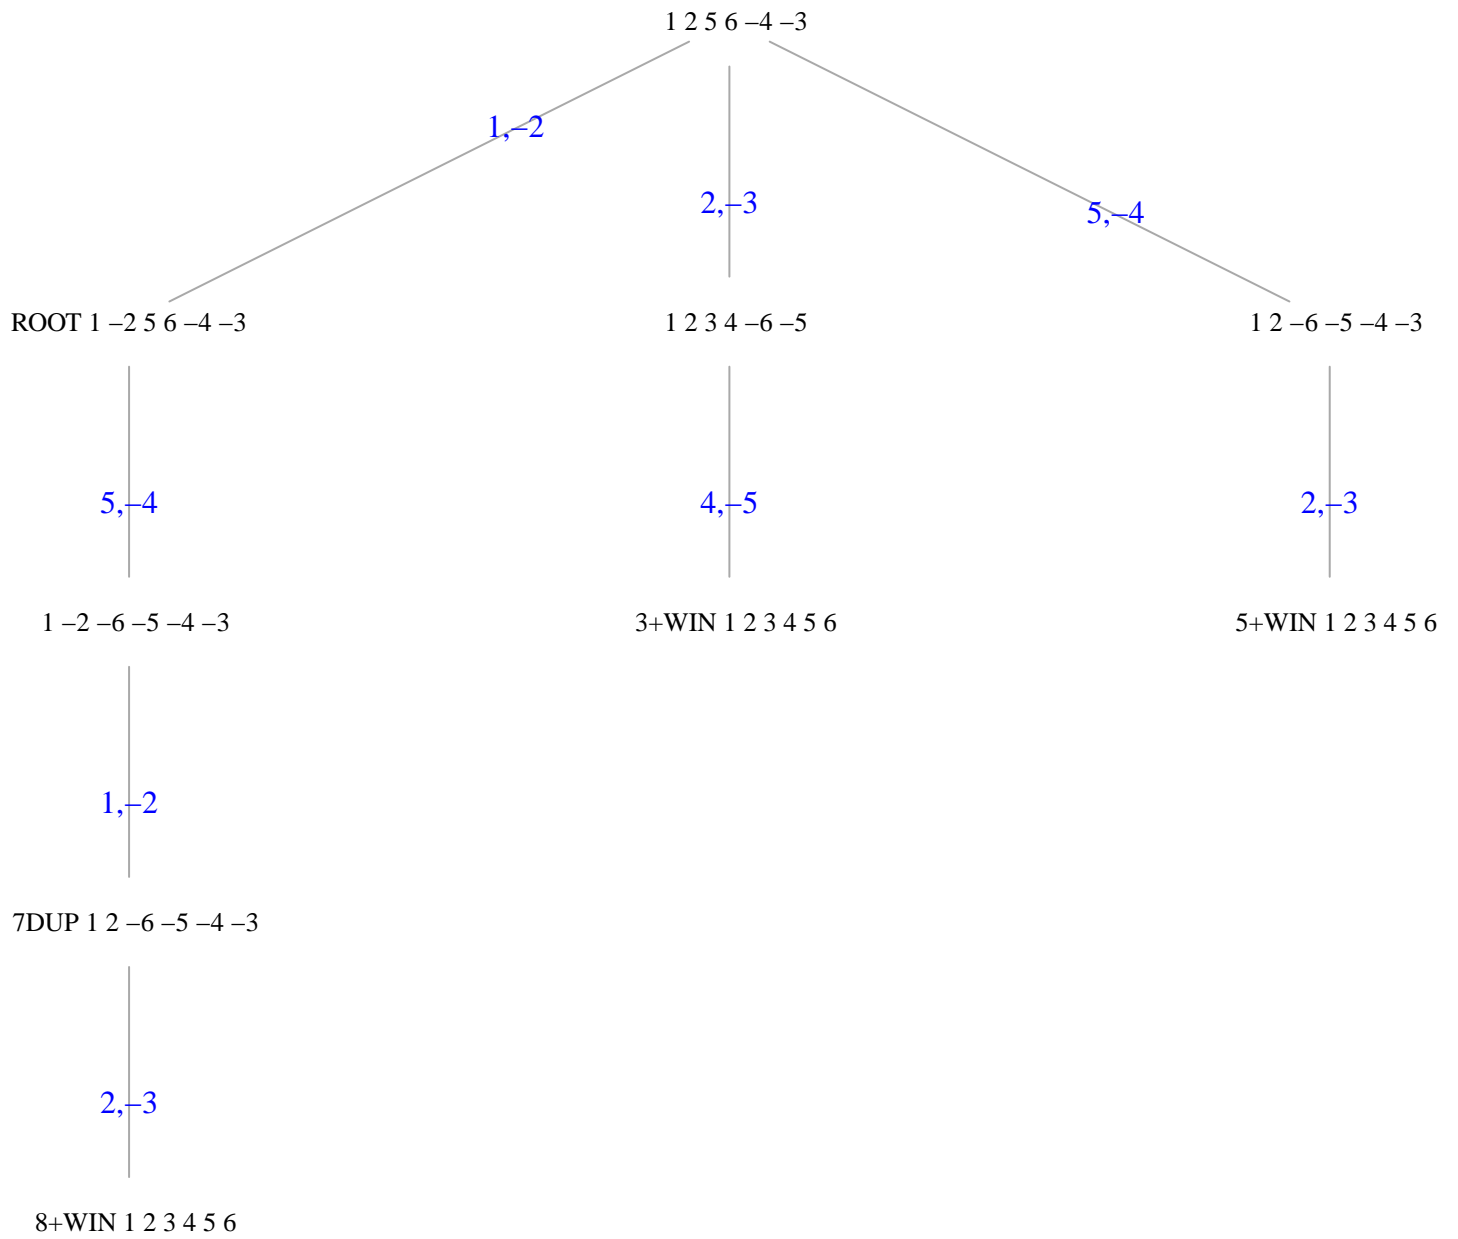 1 2 5 6 –4 –3
1,–2
2,–3
5,–4
ROOT 1 –2 5 6 –4 –3
1 2 3 4 –6 –5
1 2 –6 –5 –4 –3
5,–4
4,–5
2,–3
1 –2 –6 –5 –4 –3
3+WIN 1 2 3 4 5 6
5+WIN 1 2 3 4 5 6
1,–2
7DUP 1 2 –6 –5 –4 –3
2,–3
8+WIN 1 2 3 4 5 6